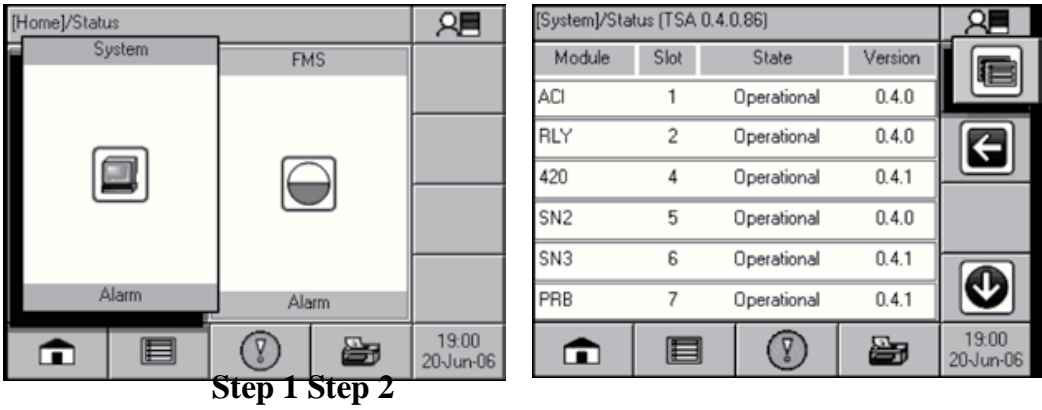 [Home]/Status
System
FMS
Alarm
Alarm
19:00
20-Jun-06
[System]/Status (TSA 0.4.0.86)
Module Slot State Version
ACI 1 Operational 0.4.0
RLY 2 Operational 0.4.0
420 4 Operational 0.4.1
SN2 5 Operational 0.4.0
SN3 6 Operational 0.4.1
PRB 7 Operational 0.4.1
19:00
20-Jun-06
Step 1 Step 2